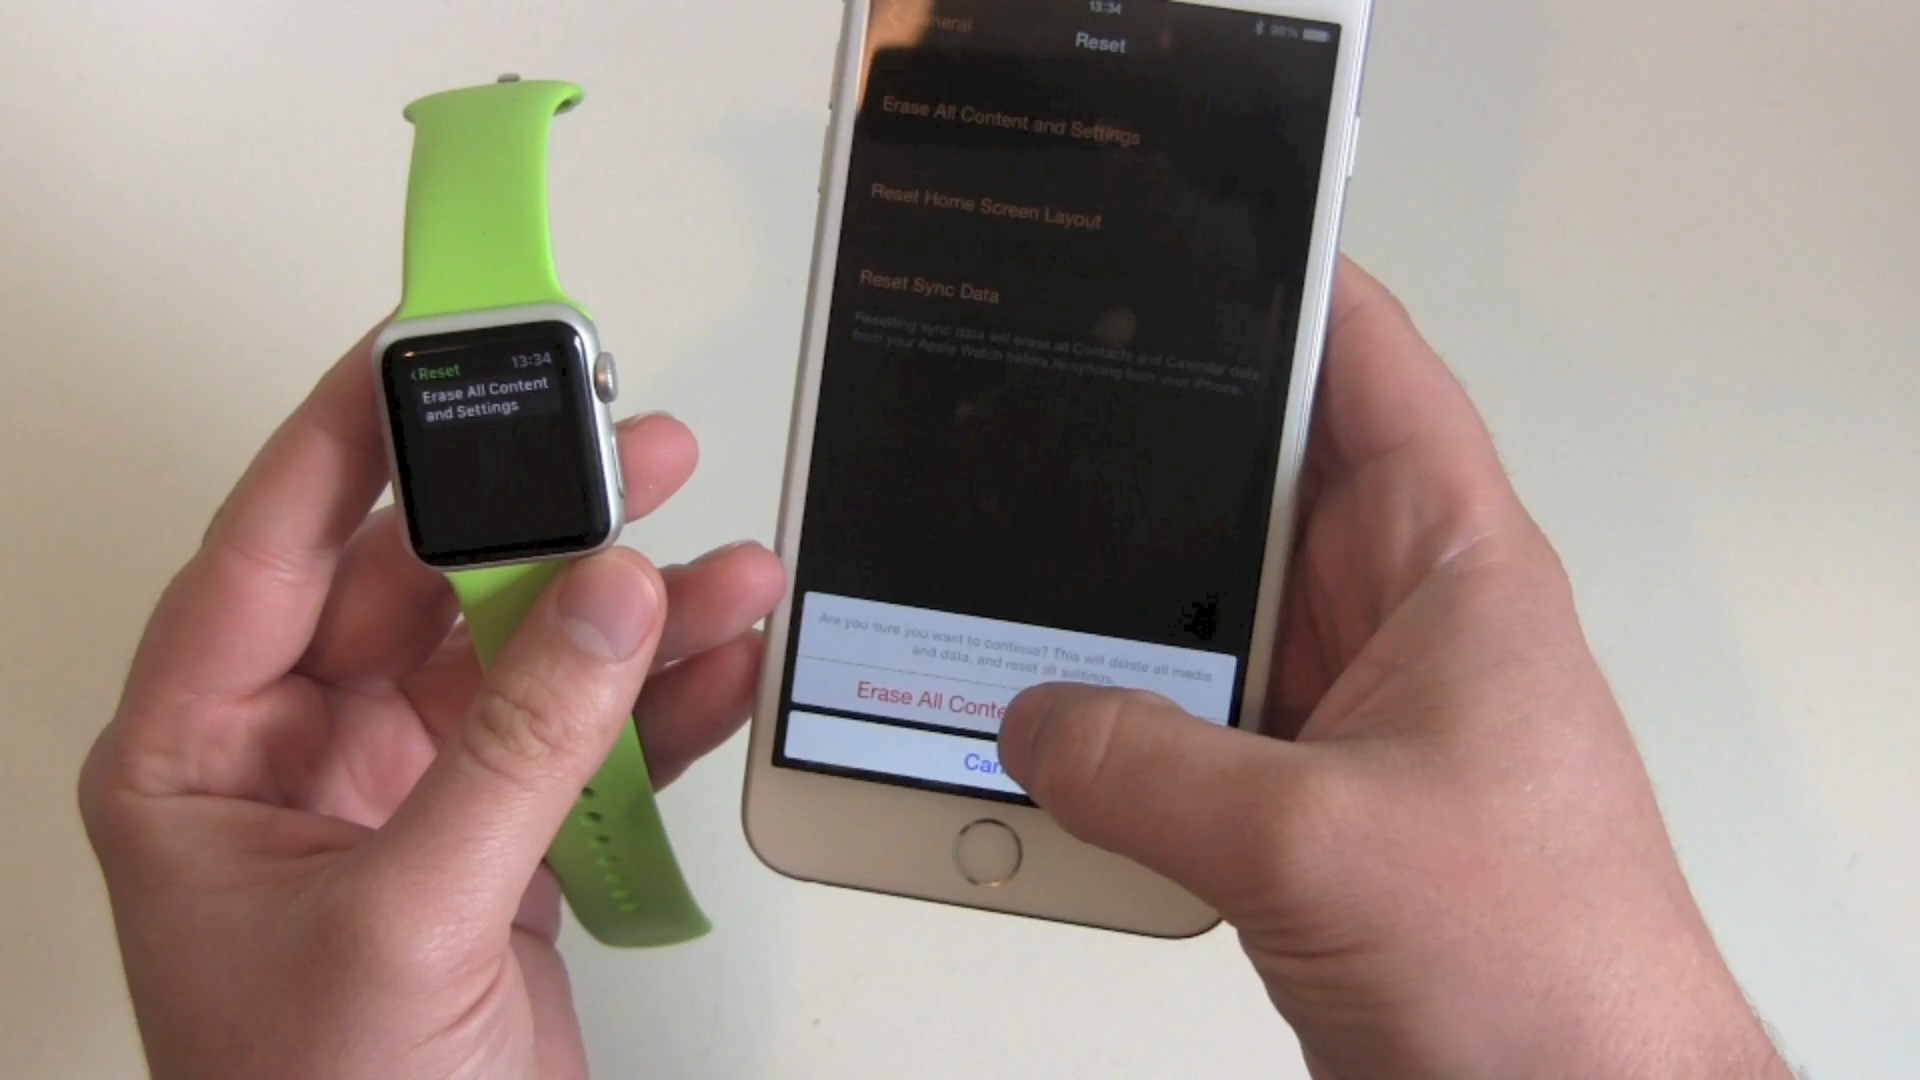 ‹Reset 13:34
Erase All Content
and Settings
13:34
98%
Reset
Erase All Content and Settings
Reset Home Screen Layout
Reset Sync Data
Resetting sync data will erase all Contacts and Calendar data
from your Apple Watch before re-syncing from your iPhone.
Are you sure you want to continue? This will delete all media
and data, and reset all settings.
Erase All Conte
Can